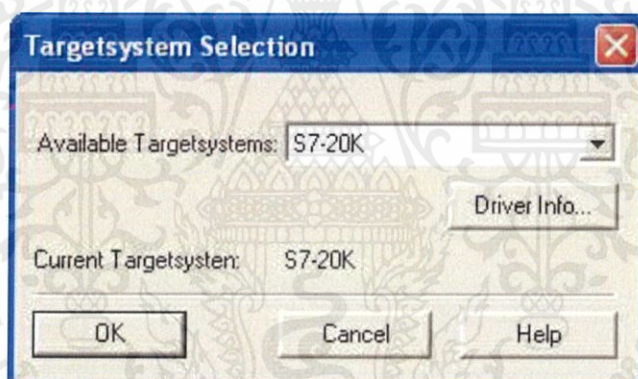 Targetsystem Selection
Available Targetsystems: S7-20K
Driver Info...
Current Targetsysten: S7-20K
OK Cancel Help